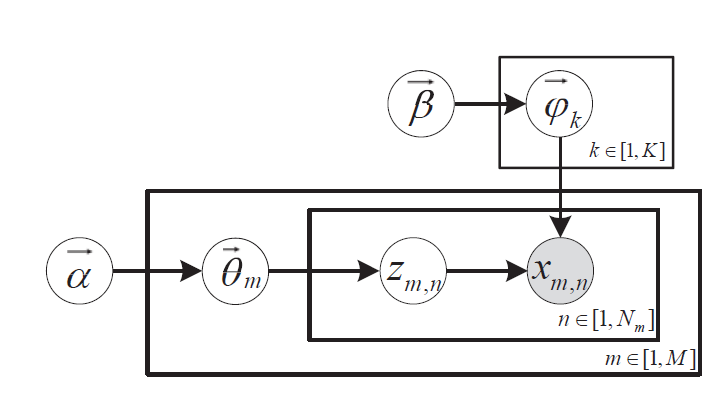 β⃗ φ⃗_k
k ∈ [1, K]
α⃗ θ⃗_m z_{m,n} x_{m,n}
n ∈ [1, N_m]
m ∈ [1, M]